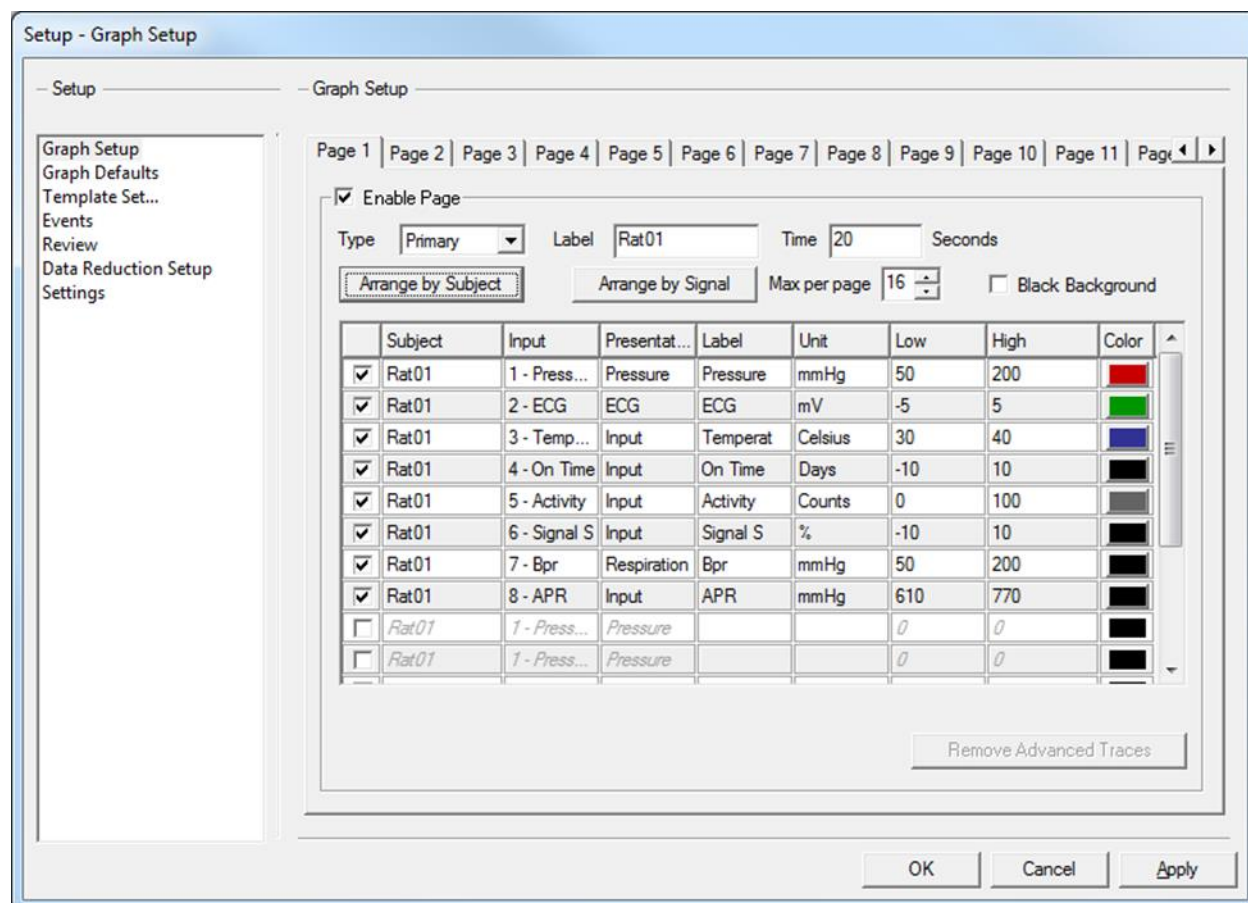 Setup - Graph Setup
Setup
Graph Setup
Graph Defaults
Template Set...
Events
Review
Data Reduction Setup
Settings
Graph Setup
Page 1 Page 2 Page 3 Page 4 Page 5 Page 6 Page 7 Page 8 Page 9 Page 10 Page 11 Page
Enable Page
Type Primary Label Rat01 Time 20 Seconds
Arrange by Subject Arrange by Signal Max per page 16 Black Background
Subject Input Presentat... Label Unit Low High Color
Rat01 1 - Press... Pressure Pressure mmHg 50 200
Rat01 2 - ECG ECG ECG mV -5 5
Rat01 3 - Temp... Input Temperat Celsius 30 40
Rat01 4 - On Time Input On Time Days -10 10
Rat01 5 - Activity Input Activity Counts 0 100
Rat01 6 - Signal S Input Signal S % -10 10
Rat01 7 - Bpr Respiration Bpr mmHg 50 200
Rat01 8 - APR Input APR mmHg 610 770
Rat01 1 - Press... Pressure 0 0
Rat01 1 - Press... Pressure 0 0
Remove Advanced Traces
OK Cancel Apply